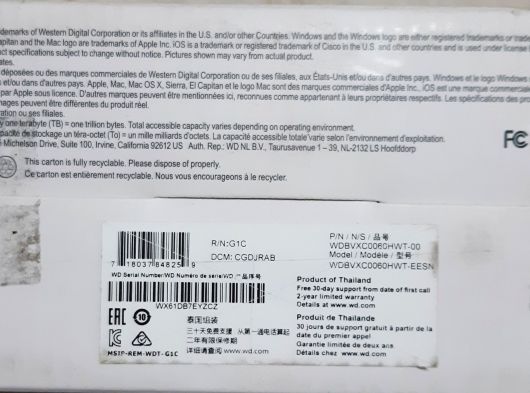 demarks of Western Digital Corporation or its affiliates in the U.S. and/or other Countries. Windows and the Windows logo are either registered trademarks or trade
apitan and the Mac logo are trademarks of Apple Inc. iOS is a trademark or registered trademark of Cisco in the U.S. and other countries and is used under license
ct specifications subject to change without notice. Pictures shown may vary from actual product.
ates.
déposées ou des marques commerciales de Western Digital Corporation ou de ses filiales, aux États-Unis et/ou dans d'autres pays. Windows et le logo Windows
et/ou dans d'autres pays. Apple, Mac, Mac OS X, Sierra, El Capitan et le logo Mac sont des marques commerciales d'Apple Inc.. iOS est une marque commerciale
par Apple sous licence. D'autres marques peuvent être mentionnées ici, reconnues comme appartenant à leurs propriétaires respectifs. Les spécifications des pro
nages peuvent être différentes du produit réel.
ration ou ses filiales.
y one terabyte (TB) = one trillion bytes. Total accessible capacity varies depending on operating environment.
pacité de stockage un téra-octet (To) = un mille milliards d'octets. La capacité accessible totale varie selon l'environnement d'exploitation.
Michelson Drive, Suite 100, Irvine, California 92612 US Auth. Rep.: WD NL B.V., Taurusavenue 1 – 39, NL-2132 LS Hoofddorp
FC
This carton is fully recyclable. Please dispose of properly.
Ce carton est entièrement recyclable. Nous vous encourageons à le recycler.
7 18037 84825 9
R/N:G1C
DCM: CGDJRAB
P/N / N/S / 品号
WDBVXC0060HWT-00
Model / Modèle / 型号
WDBVXC0060HWT-EESN
WD Serial Number/WD Numéro de série/WD 产品序号
WX61DB7EYZCZ
EAC
10
MSIP-REM-WDT-G1C
泰国组装
三十天免费支援 从第一通电话算起
二年有限保修期
详细请查阅 www.wd.com
Product of Thailand
Free 30-day support from date of first call
2-year limited warranty
Details at www.wd.com
Produit de Thailande
30 jours de support gratuit à partir de la
date du premier appel
Garantie limitée de deux ans
Détails chez www.wd.com